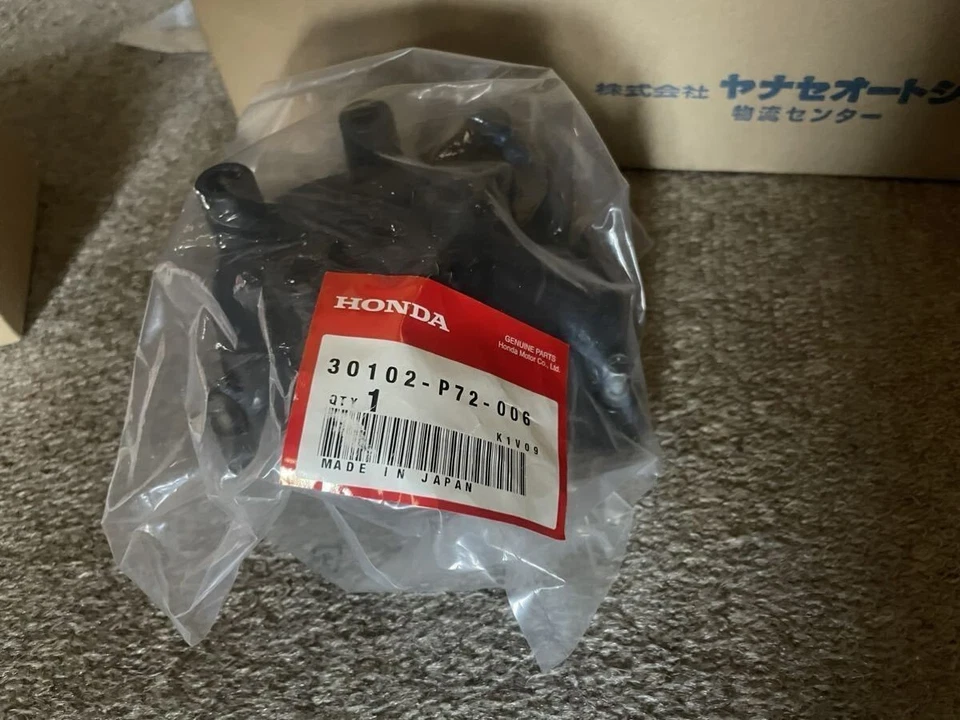 株式会社 ヤナセオートシ
物流センター
HONDA
GENUINE PARTS
Honda Motor Co., Ltd.
30102-P72-006
QTY 1
K1V09
MADE IN JAPAN